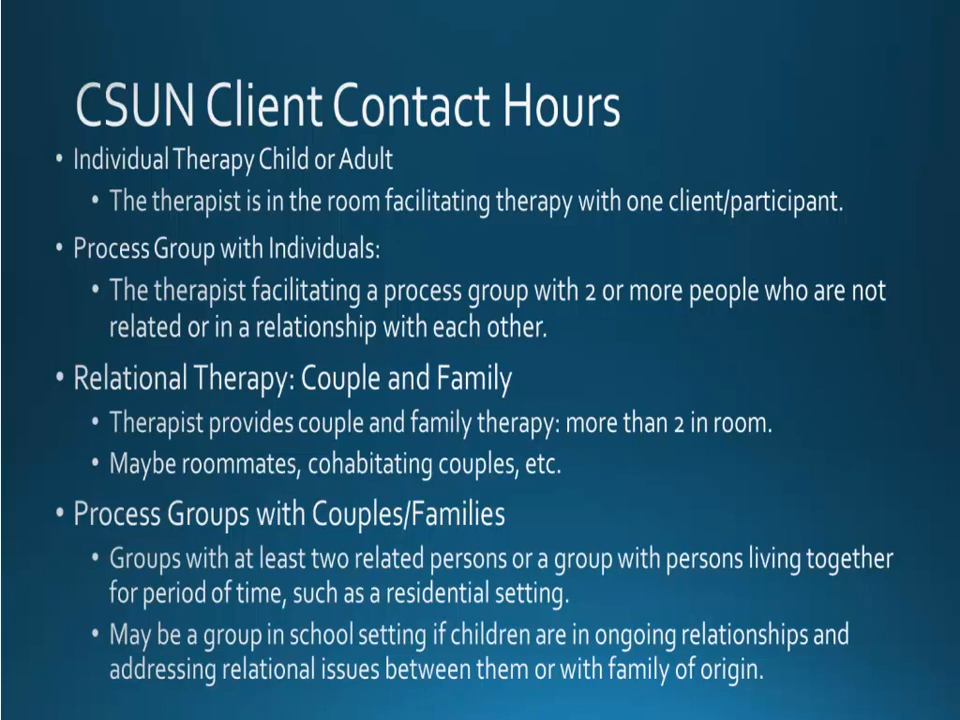 CSUN Client Contact Hours
• Individual Therapy Child or Adult
• The therapist is in the room facilitating therapy with one client/participant.
• Process Group with Individuals:
• The therapist facilitating a process group with 2 or more people who are not
related or in a relationship with each other.
• Relational Therapy: Couple and Family
• Therapist provides couple and family therapy: more than 2 in room.
• Maybe roommates, cohabitating couples, etc.
• Process Groups with Couples/Families
• Groups with at least two related persons or a group with persons living together
for period of time, such as a residential setting.
• May be a group in school setting if children are in ongoing relationships and
addressing relational issues between them or with family of origin.